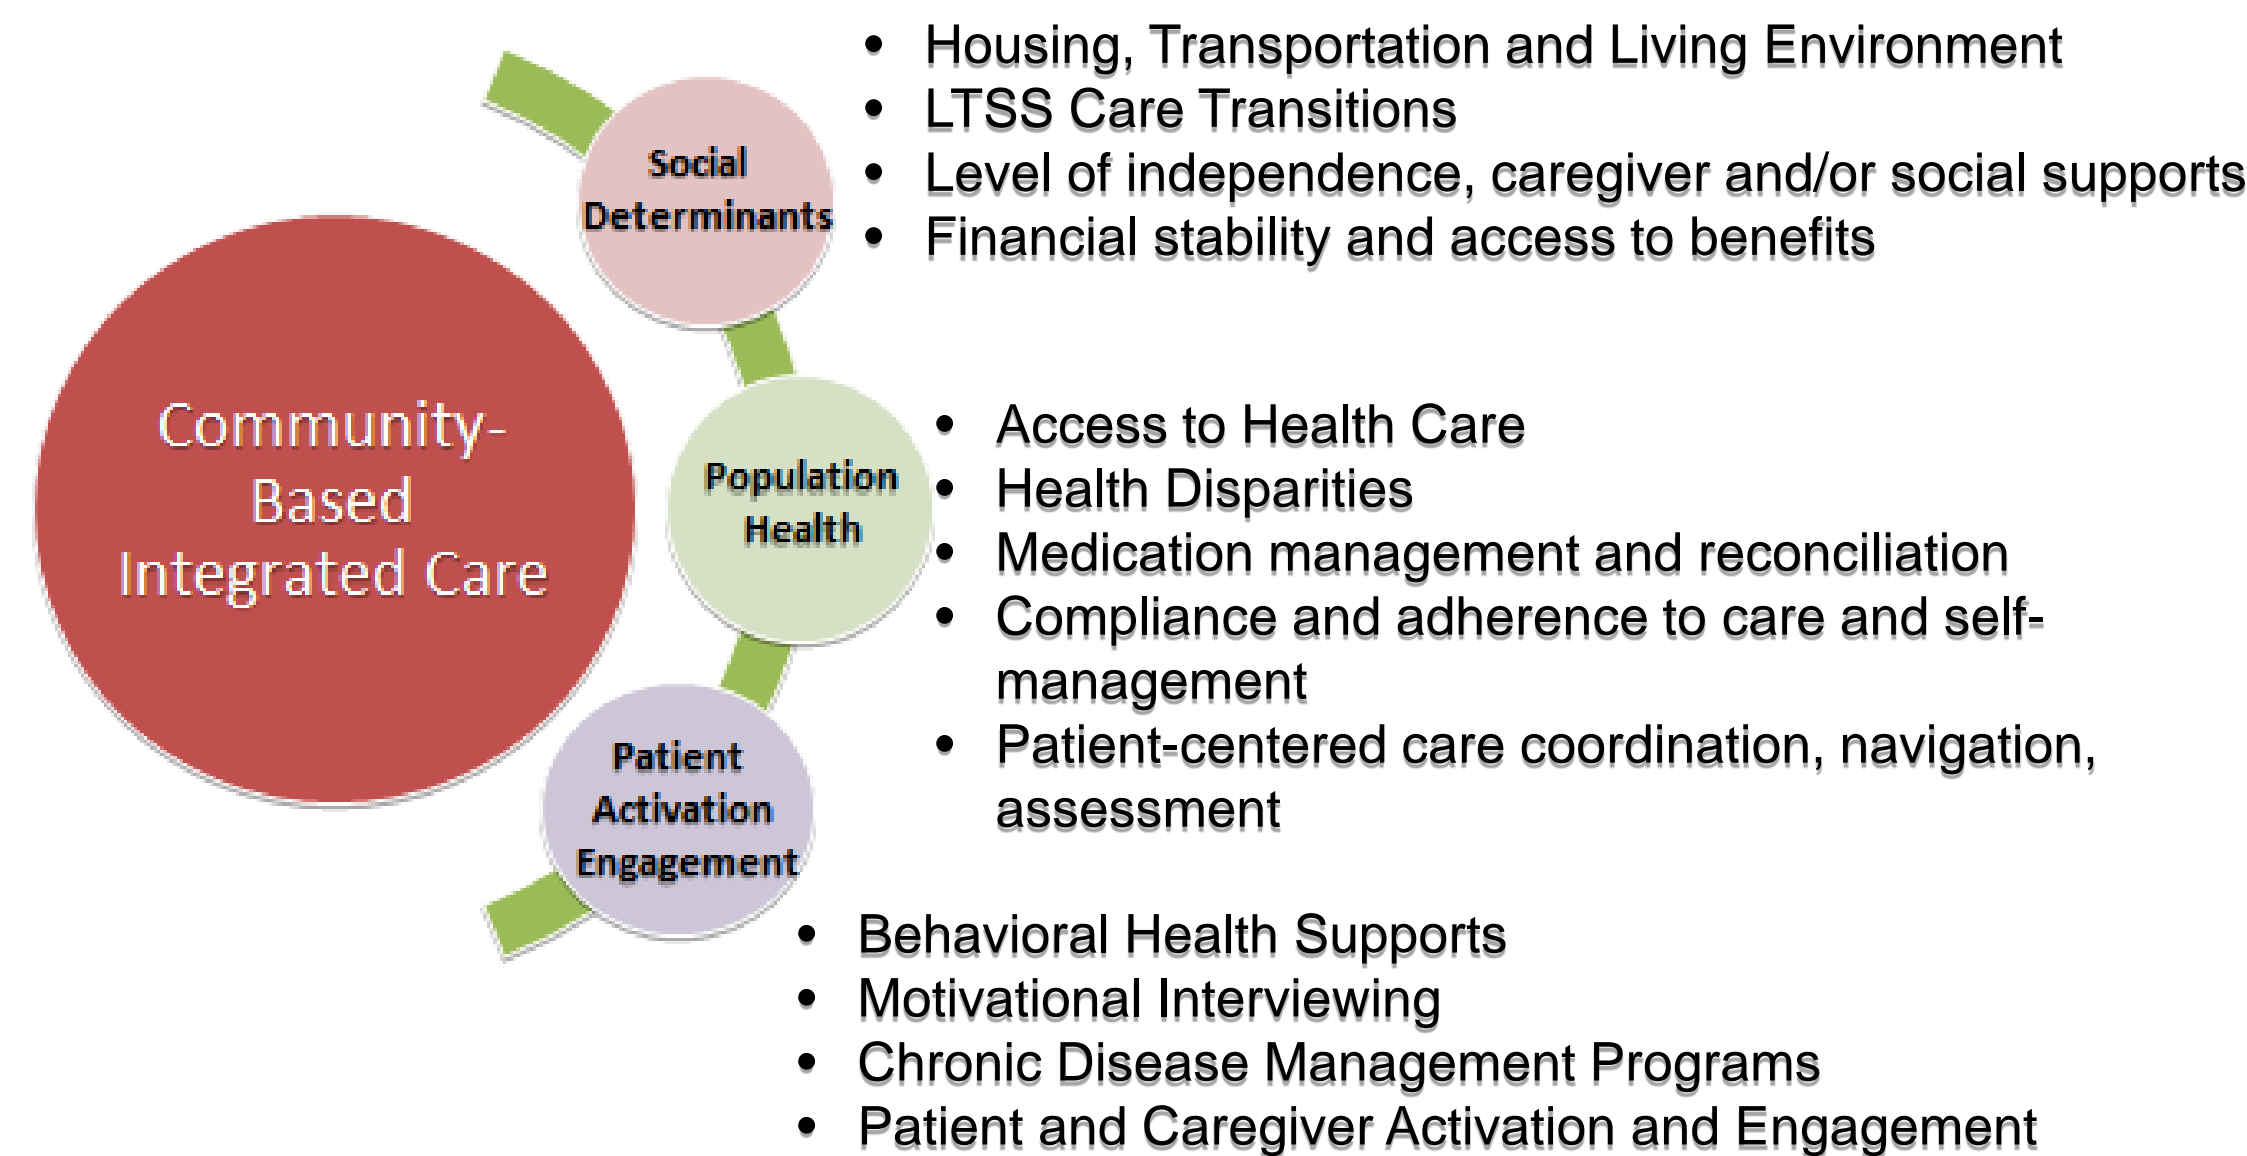 Community-
Based
Integrated Care
Social
Determinants
• Housing, Transportation and Living Environment
• LTSS Care Transitions
• Level of independence, caregiver and/or social supports
• Financial stability and access to benefits
Population
Health
• Access to Health Care
• Health Disparities
• Medication management and reconciliation
• Compliance and adherence to care and self-
management
• Patient-centered care coordination, navigation,
assessment
Patient
Activation
Engagement
• Behavioral Health Supports
• Motivational Interviewing
• Chronic Disease Management Programs
• Patient and Caregiver Activation and Engagement